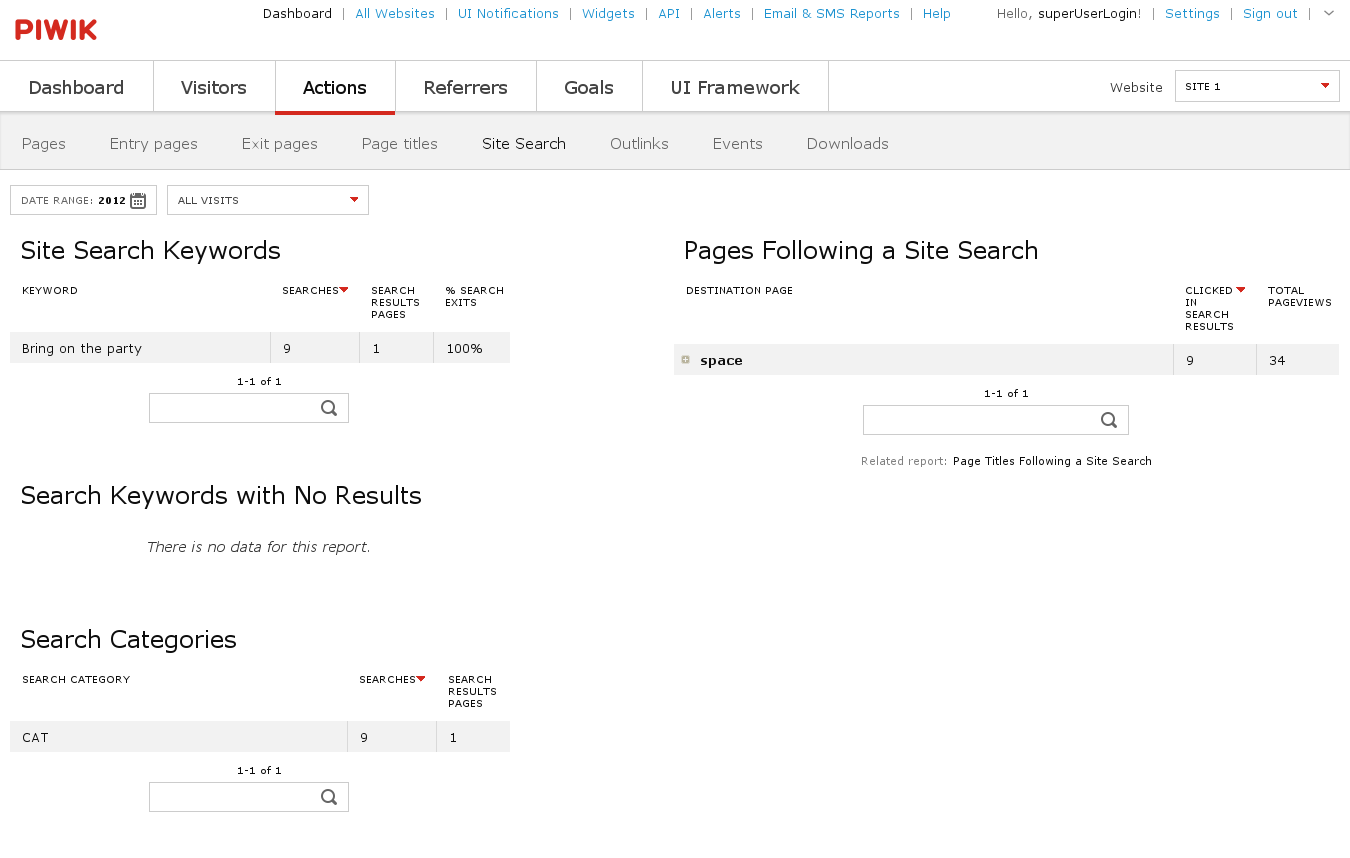 PIWIK
Dashboard | All Websites | UI Notifications | Widgets | API | Alerts | Email & SMS Reports | Help
Hello, superUserLogin! | Settings | Sign out |
Dashboard Visitors Actions Referrers Goals UI Framework
Website SITE 1
Pages Entry pages Exit pages Page titles Site Search Outlinks Events Downloads
DATE RANGE: 2012
ALL VISITS
Site Search Keywords
KEYWORD SEARCHES SEARCH RESULTS PAGES % SEARCH EXITS
Bring on the party 9 1 100%
1-1 of 1
Search Keywords with No Results
There is no data for this report.
Search Categories
SEARCH CATEGORY SEARCHES SEARCH RESULTS PAGES
CAT 9 1
1-1 of 1
Pages Following a Site Search
DESTINATION PAGE CLICKED IN SEARCH RESULTS TOTAL PAGEVIEWS
space 9 34
1-1 of 1
Related report: Page Titles Following a Site Search